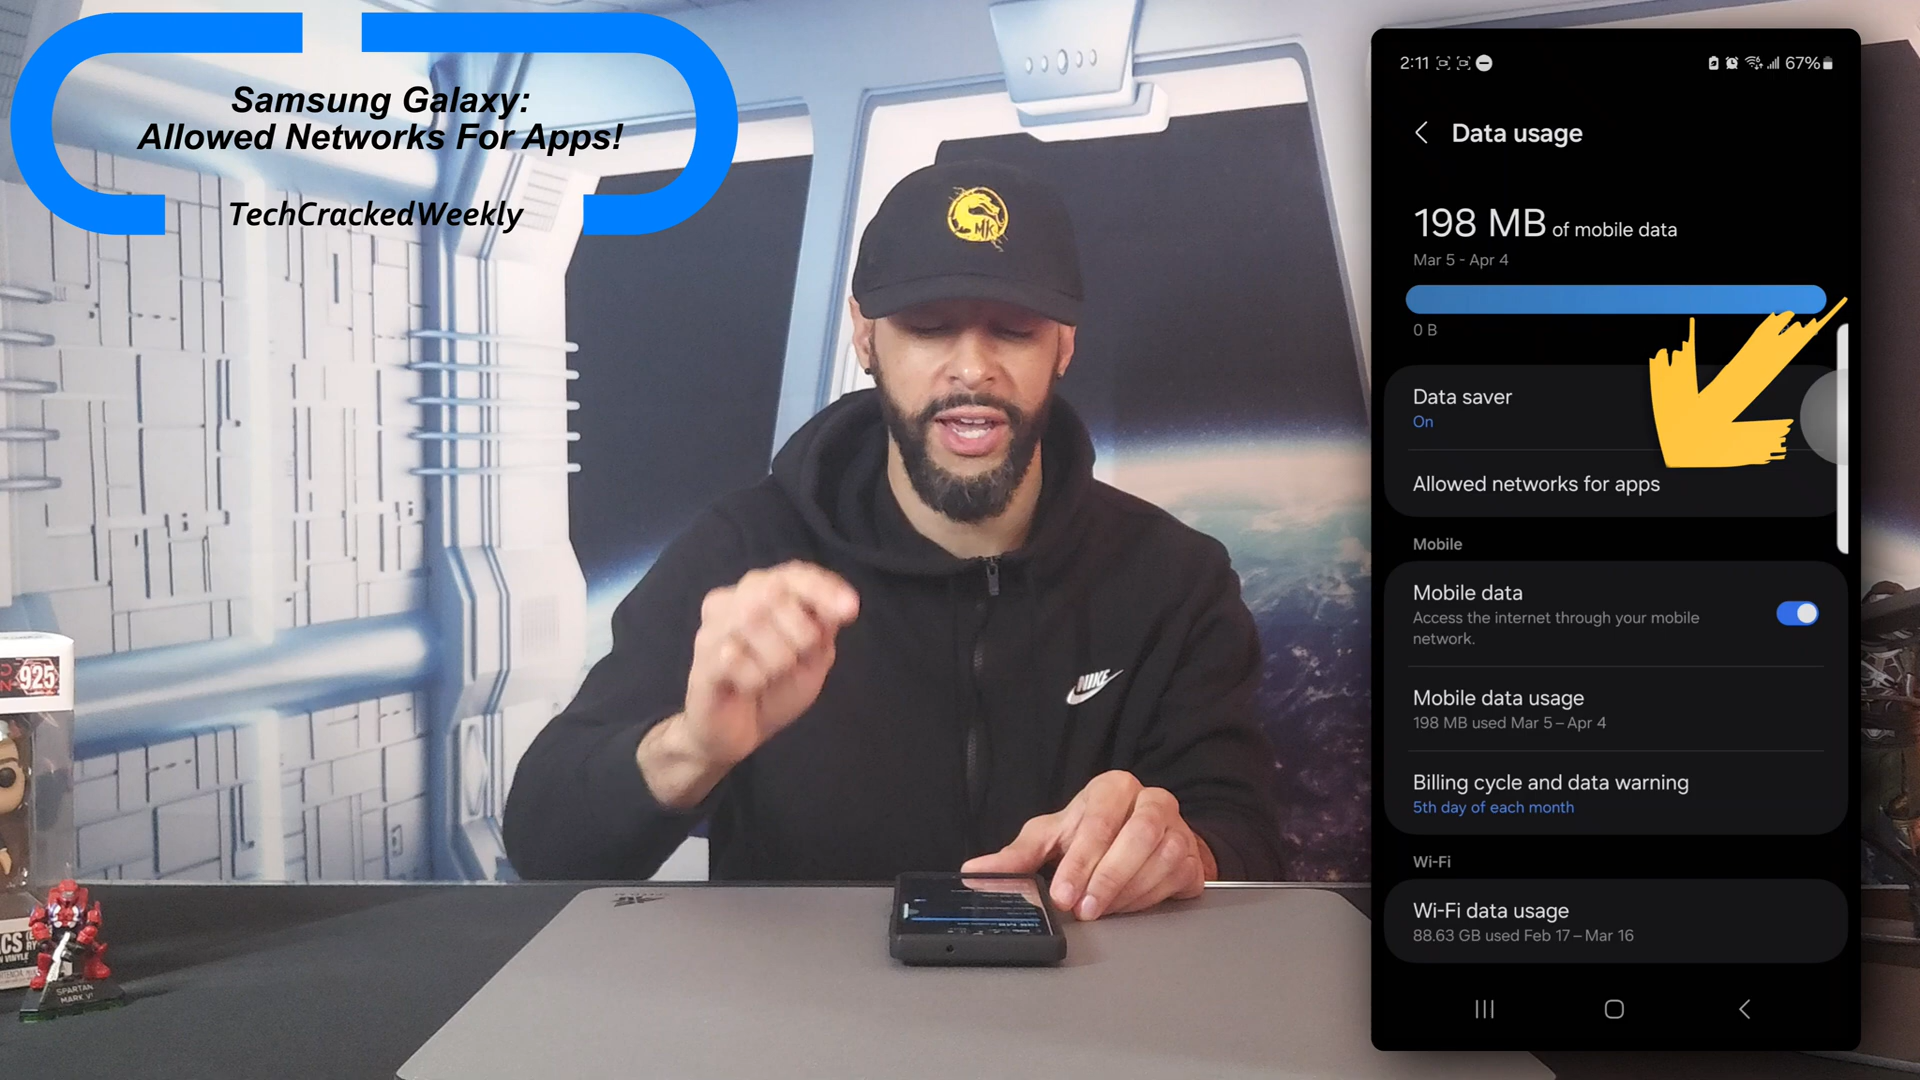 Samsung Galaxy:
Allowed Networks For Apps!
TechCrackedWeekly
MK
NIKE
925
SPARTAN
MARK V
2:11
67%
Data usage
198 MB of mobile data
Mar 5 - Apr 4
0 B
Data saver
On
Allowed networks for apps
Mobile
Mobile data
Access the internet through your mobile
network.
Mobile data usage
198 MB used Mar 5 – Apr 4
Billing cycle and data warning
5th day of each month
Wi-Fi
Wi-Fi data usage
88.63 GB used Feb 17 – Mar 16